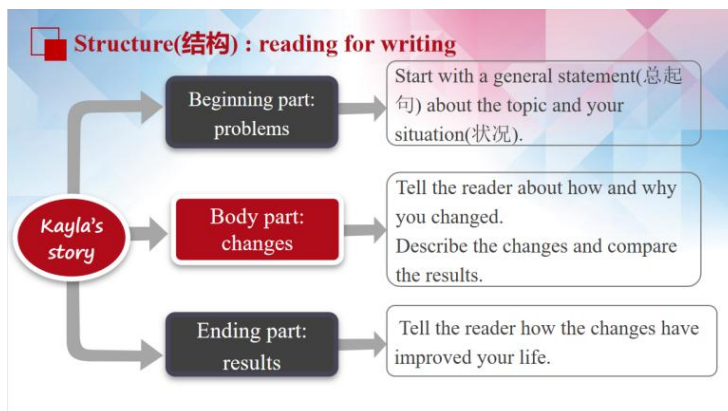 Structure(结构) : reading for writing
Kayla's
story
Beginning part:
problems
Start with a general statement(总起
句) about the topic and your
situation(状况).
Body part:
changes
Tell the reader about how and why
you changed.
Describe the changes and compare
the results.
Ending part:
results
Tell the reader how the changes have
improved your life.